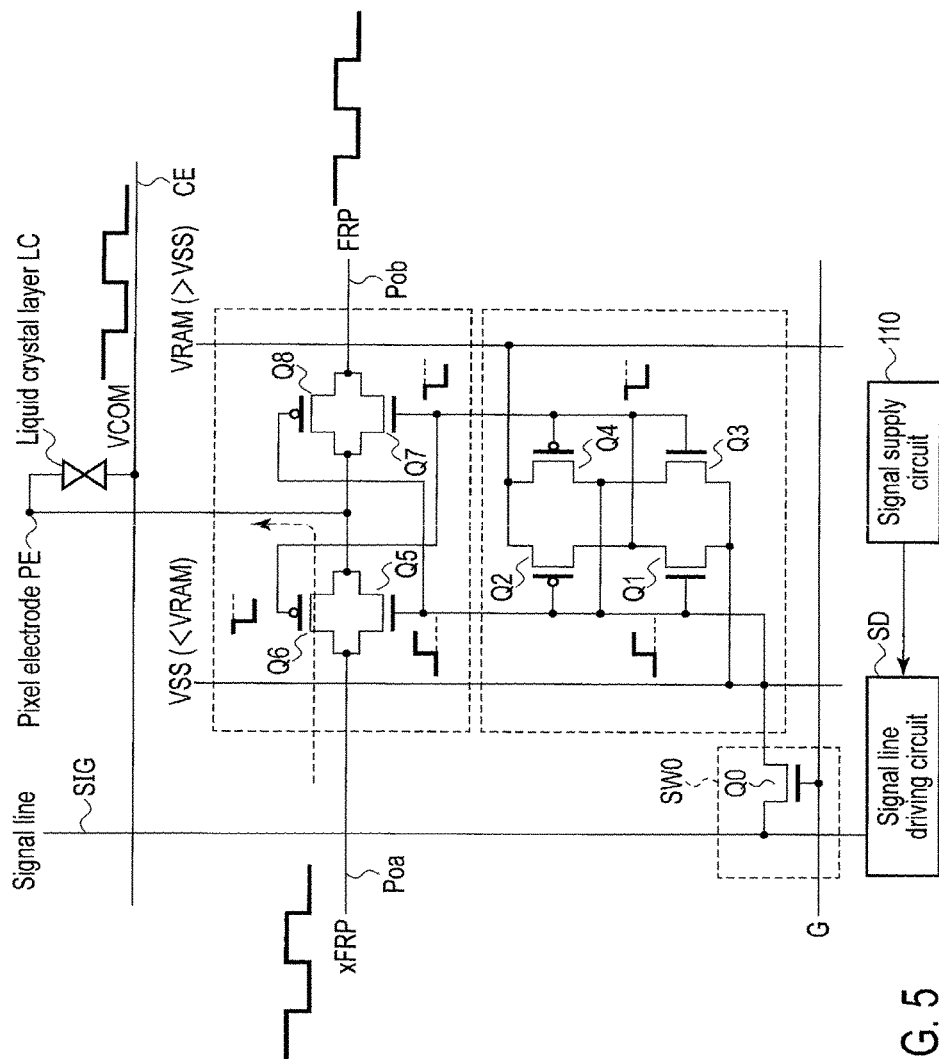 Signal line
SIG
Pixel electrode PE
Liquid crystal layer LC
VCOM
CE
VSS (<VRAM)
VRAM (>VSS)
xFRP
Poa
Q6
Q5
Q8
Q7
Pob
FRP
Q2
Q4
Q1
Q3
SW0
Q0
G
SD
110
Signal line
driving circuit
Signal supply
circuit
G. 5